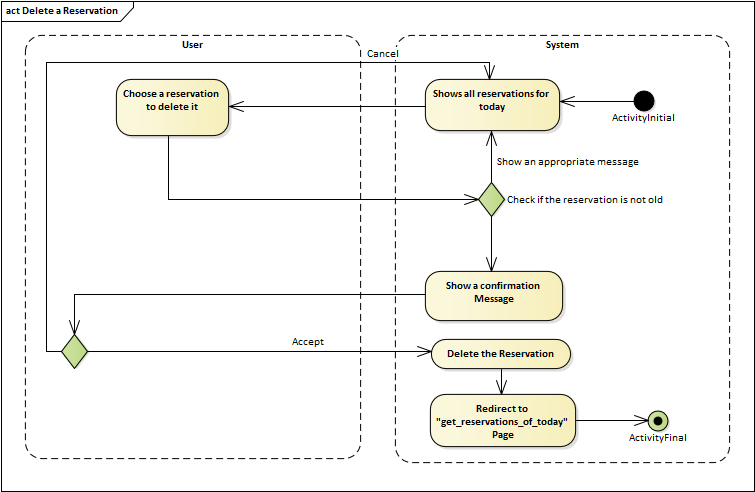 act Delete a Reservation
User
System
Cancel
Choose a reservation
to delete it
Shows all reservations for
today
ActivityInitial
Show an appropriate message
Check if the reservation is not old
Show a confirmation
Message
Accept
Delete the Reservation
Redirect to
"get_reservations_of_today"
Page
ActivityFinal